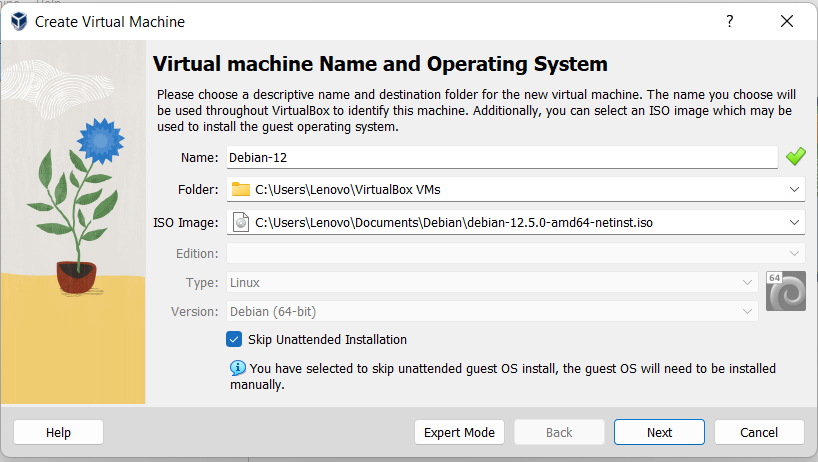 Create Virtual Machine
?
Virtual machine Name and Operating System
Please choose a descriptive name and destination folder for the new virtual machine. The name you choose will
be used throughout VirtualBox to identify this machine. Additionally, you can select an ISO image which may be
used to install the guest operating system.
Name: Debian-12
Folder: C:\Users\Lenovo\VirtualBox VMs
ISO Image: C:\Users\Lenovo\Documents\Debian\debian-12.5.0-amd64-netinst.iso
Edition:
Type: Linux
64
Version: Debian (64-bit)
Skip Unattended Installation
You have selected to skip unattended guest OS install, the guest OS will need to be installed
manually.
Help Expert Mode Back Next Cancel